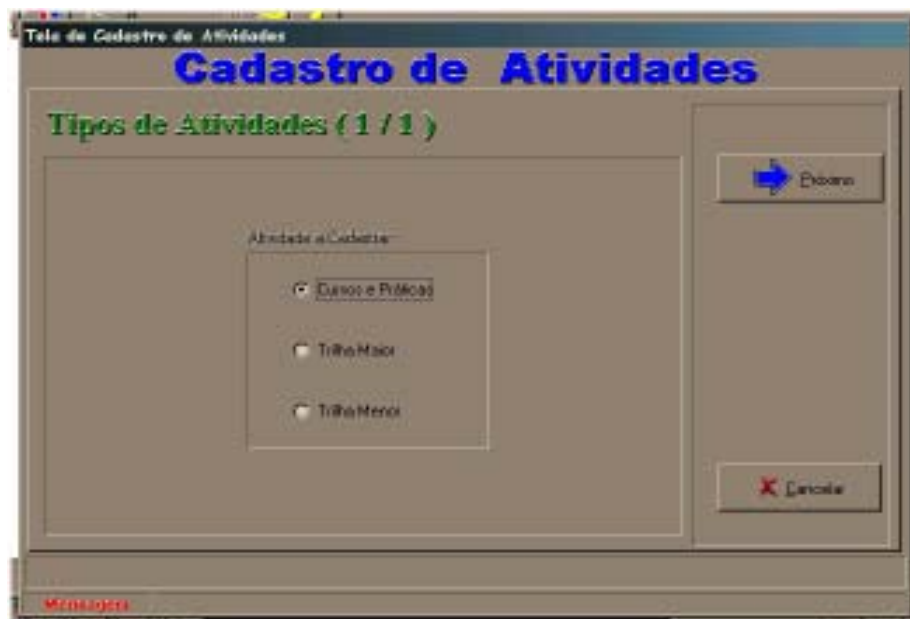 Tela de Cadastro de Atividades
Cadastro de Atividades
Tipos de Atividades ( 1 / 1 )
Próximo
Atividade a Cadastrar
Cursos e Práticas
Trilha Maior
Trilha Menor
Cancelar
Mensagem